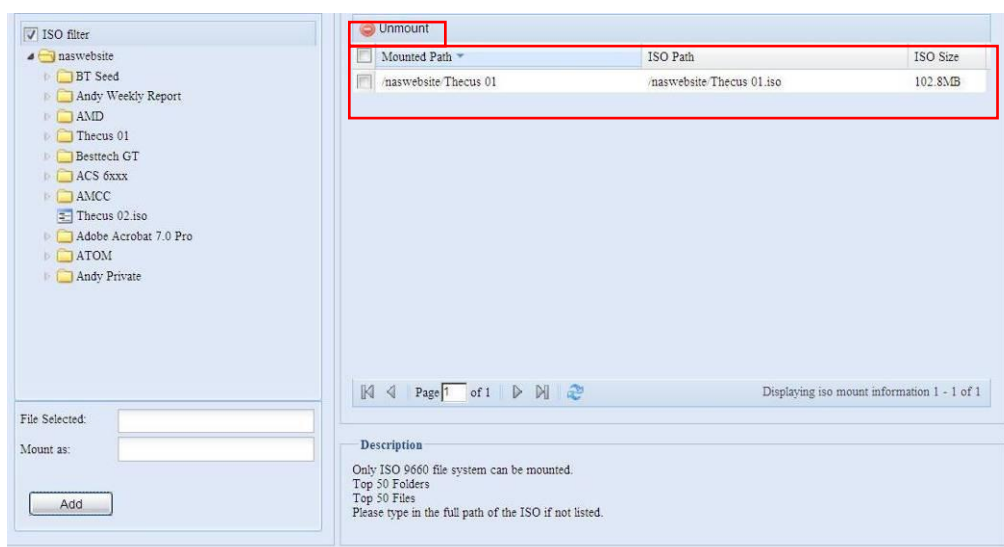 ISO filter
naswebsite
BT Seed
Andy Weekly Report
AMD
Thecus 01
Besttech GT
ACS 6xxx
AMCC
Thecus 02.iso
Adobe Acrobat 7.0 Pro
ATOM
Andy Private
File Selected:
Mount as:
Add
Unmount
Mounted Path ISO Path ISO Size
/naswebsite/Thecus 01 /naswebsite/Thecus 01.iso 102.8MB
Page 1 of 1 Displaying iso mount information 1 - 1 of 1
Description
Only ISO 9660 file system can be mounted.
Top 50 Folders
Top 50 Files
Please type in the full path of the ISO if not listed.